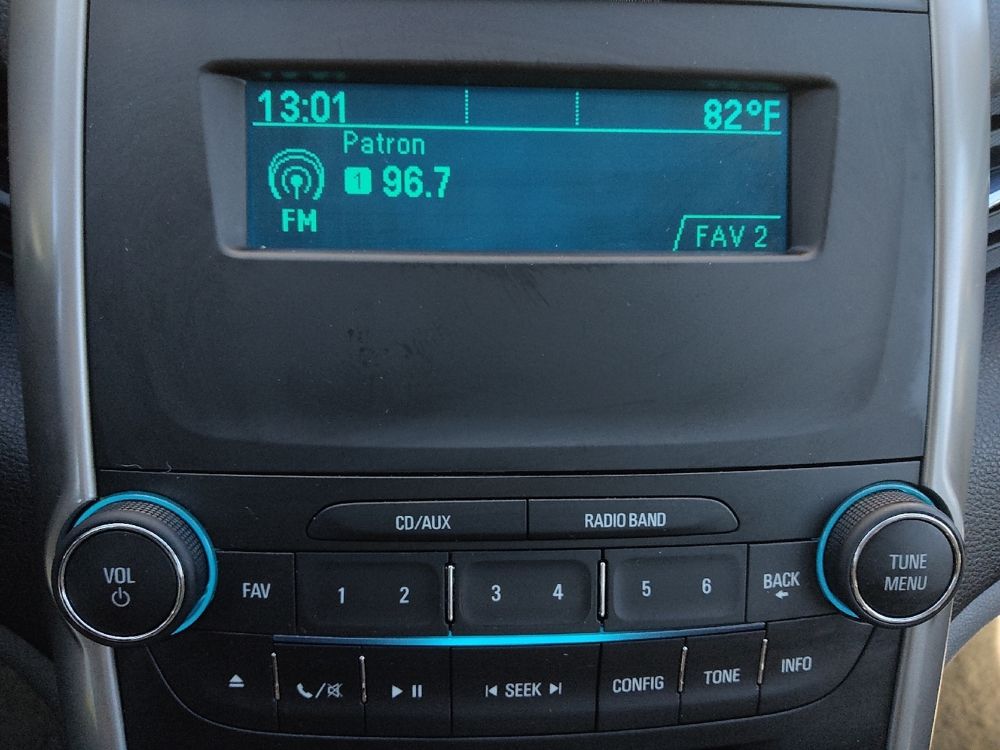 13:01 82°F
Patron
1 96.7
FM
FAV 2
CD/AUX RADIO BAND
VOL
TUNE
MENU
FAV 1 2 3 4 5 6 BACK
SEEK CONFIG TONE INFO